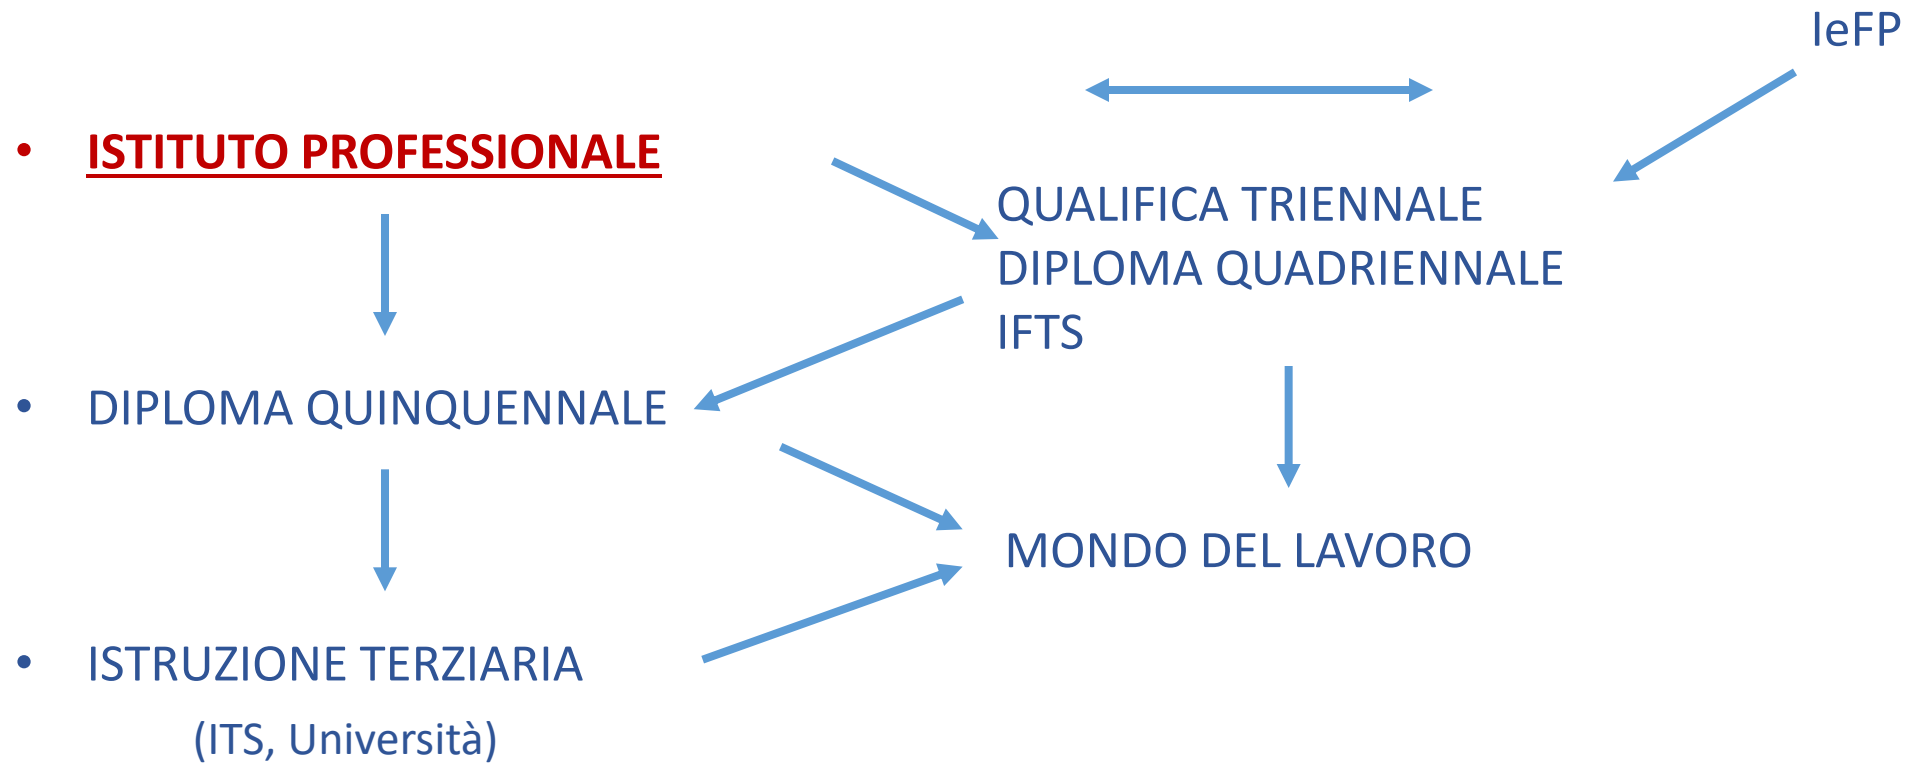 IeFP
• ISTITUTO PROFESSIONALE
QUALIFICA TRIENNALE
DIPLOMA QUADRIENNALE
IFTS
• DIPLOMA QUINQUENNALE
MONDO DEL LAVORO
• ISTRUZIONE TERZIARIA
(ITS, Università)